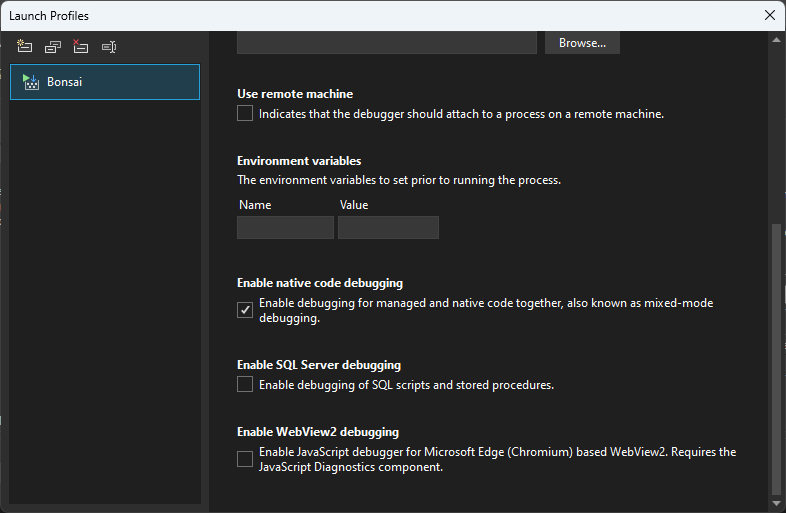 Launch Profiles
Bonsai
Browse...
Use remote machine
Indicates that the debugger should attach to a process on a remote machine.
Environment variables
The environment variables to set prior to running the process.
Name Value
Enable native code debugging
Enable debugging for managed and native code together, also known as mixed-mode
debugging.
Enable SQL Server debugging
Enable debugging of SQL scripts and stored procedures.
Enable WebView2 debugging
Enable JavaScript debugger for Microsoft Edge (Chromium) based WebView2. Requires the
JavaScript Diagnostics component.